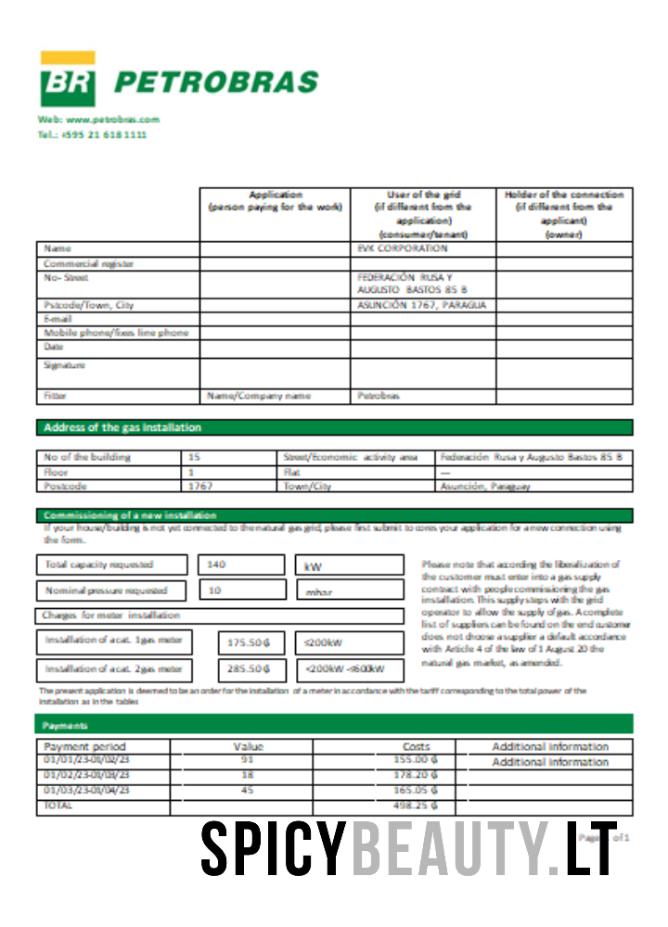 BR PETROBRAS
Web: www.petrobras.com
Tel.: +595 21 618 1111
Application
(person paying for the work)
User of the grid
(if different from the
application)
(consumer/tenant)
Holder of the connection
(if different from the
applicant)
(owner)
Name EVK CORPORATION
Commercial register
No- Street FEDERACIÓN RUSA Y
AUGUSTO BASTOS 85 B
Pstcode/Town, City ASUNCIÓN 1767, PARAGUA
E-mail
Mobile phone/fixes line phone
Date
Signature
Fitter Name/Company name Petrobras
Address of the gas installation
No of the building 15 Street/Economic activity area Federación Rusa y Augusto Bastos 85 B
Floor 1 Flat —
Postcode 1767 Town/City Asunción, Paraguay
Commissioning of a new installation
If your house/building is not yet connected to the natural gas grid, please first submit to cores your application for a new connection using
the form.
Total capacity requested 140 kW
Nominal pressure requested 10 mbar
Charges for meter installation
Installation of a cat. 1gas meter 175.50 ₲ ≤200kW
Installation of a cat. 2gas meter 285.50 ₲ <200kW -≤600kW
Please note that according the liberalization of
the customer must enter into a gas supply
contract with people commissioning the gas
installation. This supply steps with the grid
operator to allow the supply of gas. A complete
list of suppliers can be found on the end customer
does not choose a supplier a default accordance
with Article 4 of the law of 1 August 20 the
natural gas market, as amended.
The present application is deemed to be an order for the installation of a meter in accordance with the tariff corresponding to the total power of the
installation as in the tables
Payments
Payment period Value Costs Additional information
01/01/23-01/02/23 91 155.00 ₲ Additional information
01/02/23-01/03/23 18 178.20 ₲
01/03/23-01/04/23 45 165.05 ₲
TOTAL 498.25 ₲
of 1
SPICYBEAUTY.LT